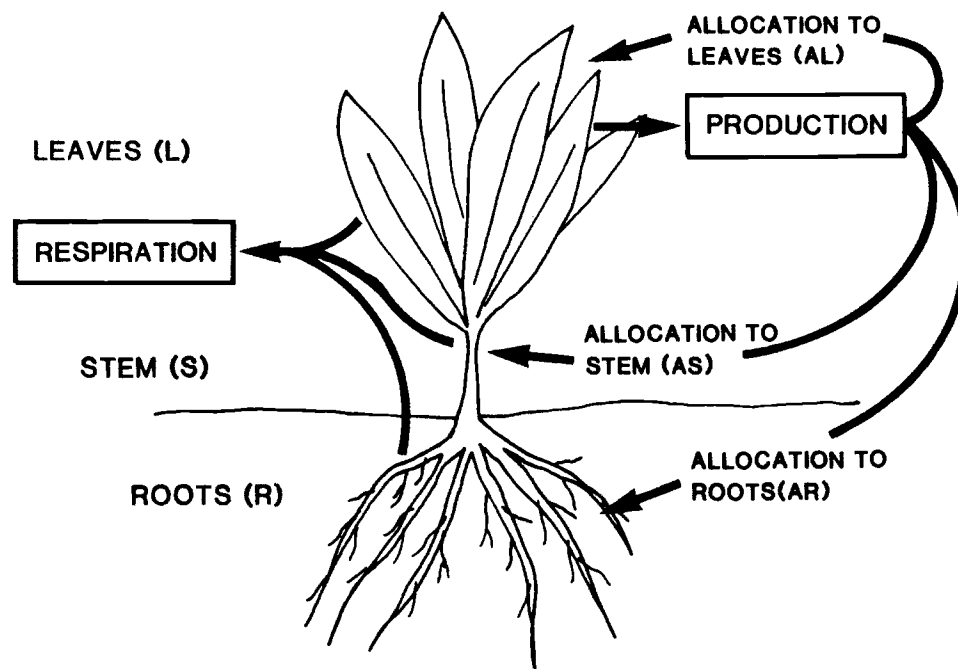 ALLOCATION TO
LEAVES (AL)
PRODUCTION
LEAVES (L)
RESPIRATION
ALLOCATION TO
STEM (AS)
STEM (S)
ALLOCATION TO
ROOTS(AR)
ROOTS (R)